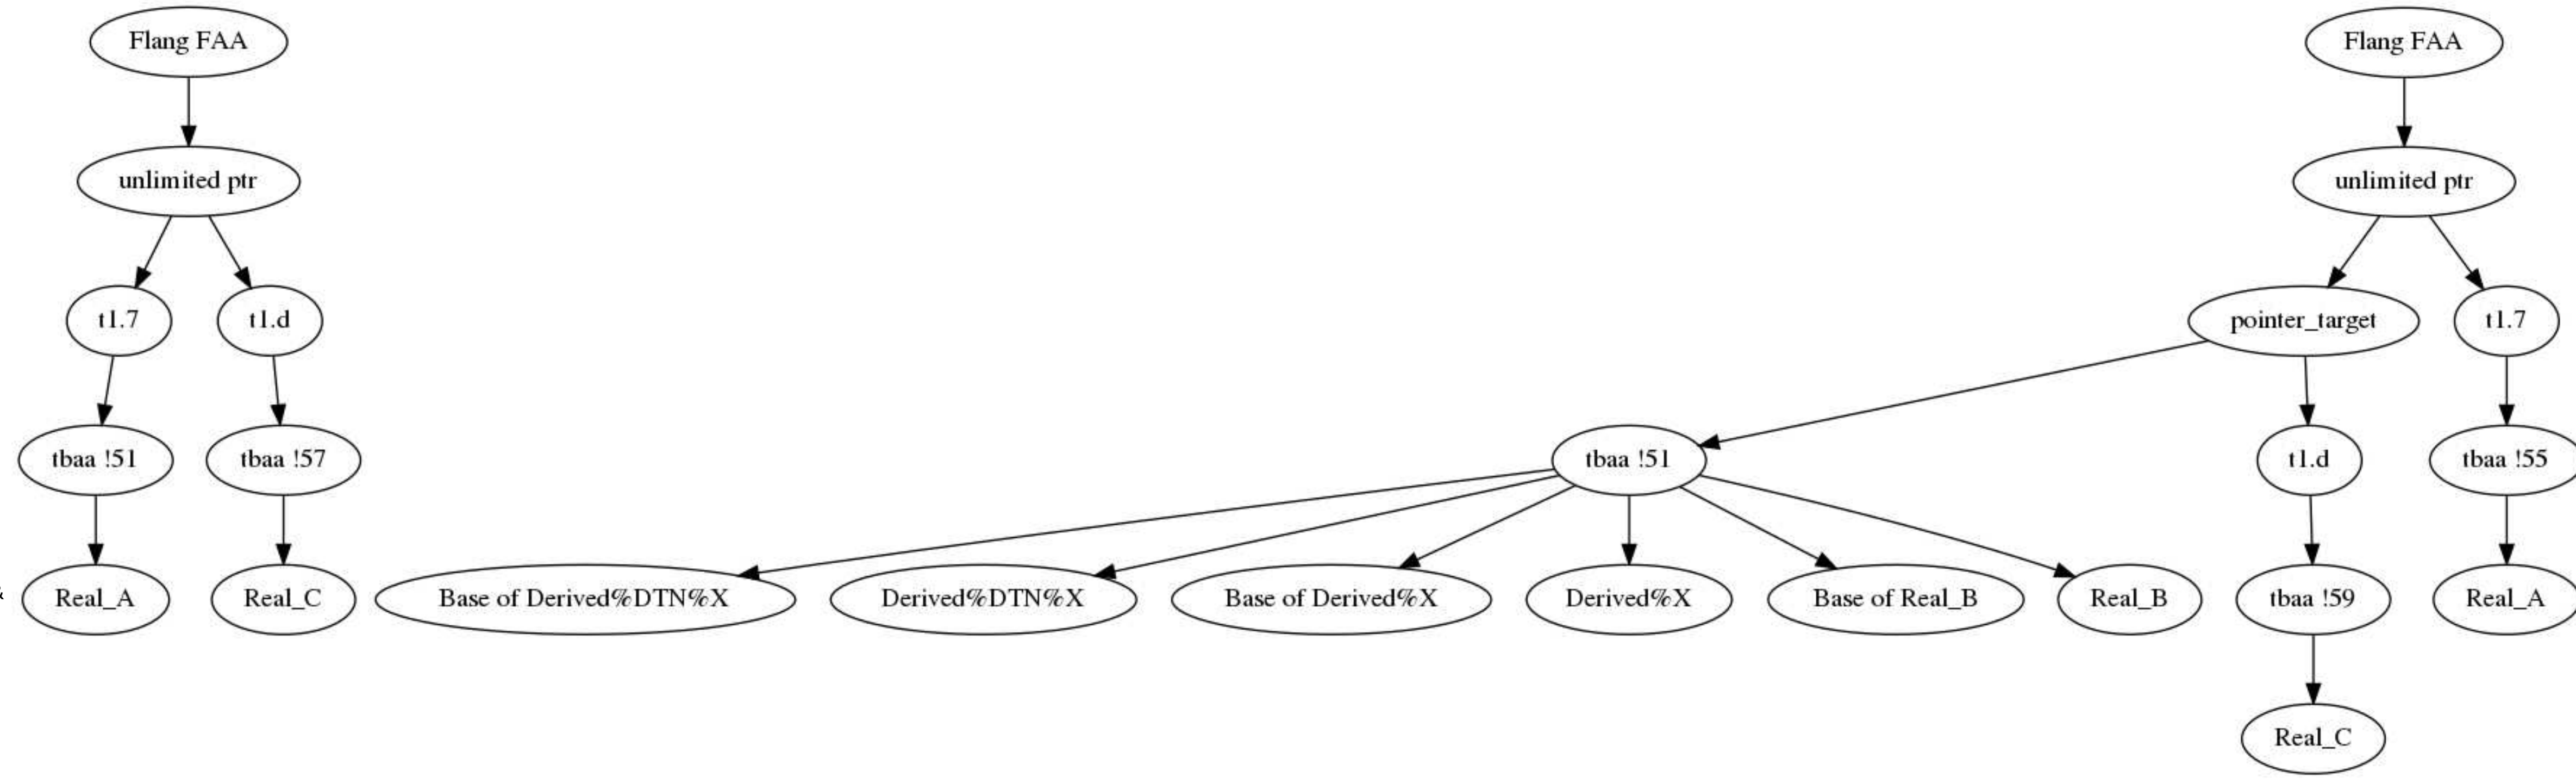 Flang FAA
Flang FAA
unlimited ptr
unlimited ptr
t1.7
t1.d
pointer_target
t1.7
tbaa !51
tbaa !57
tbaa !51
t1.d
tbaa !55
Real_A
Real_C
Base of Derived%DTN%X
Derived%DTN%X
Base of Derived%X
Derived%X
Base of Real_B
Real_B
tbaa !59
Real_A
Real_C